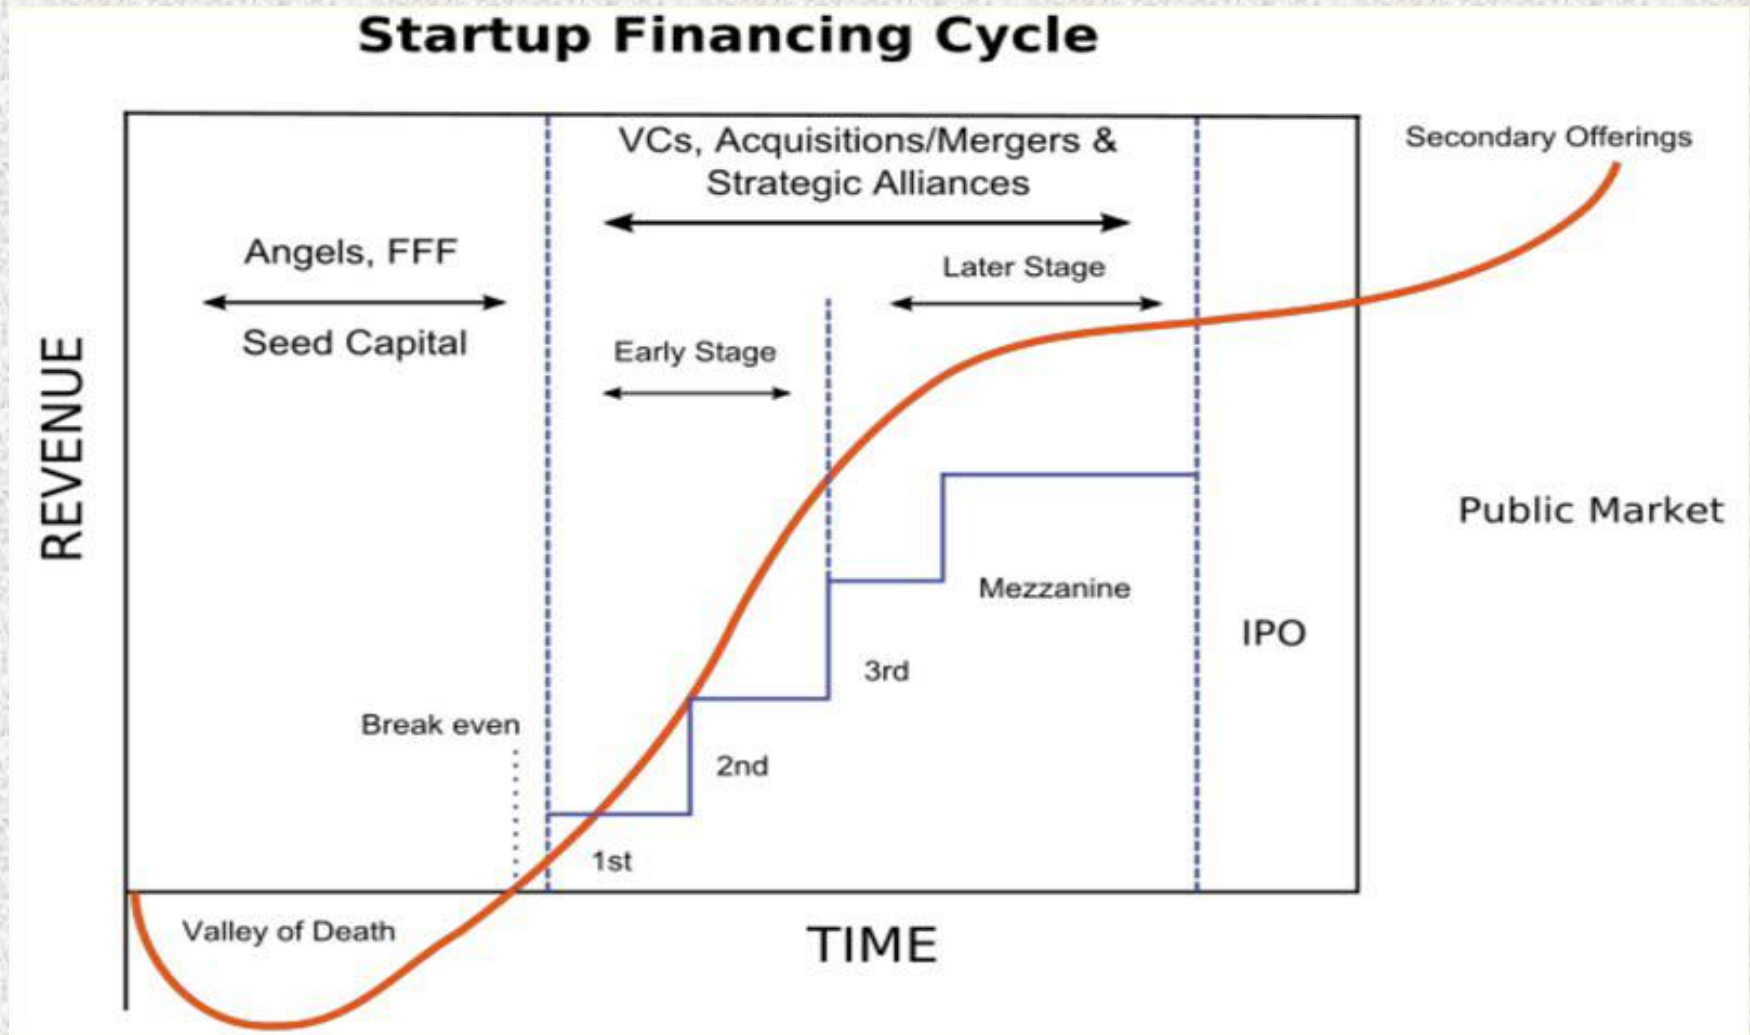 Startup Financing Cycle
VCs, Acquisitions/Mergers &
Strategic Alliances
Secondary Offerings
Angels, FFF
Seed Capital
Later Stage
Early Stage
REVENUE
Public Market
Mezzanine
IPO
3rd
Break even
2nd
1st
Valley of Death
TIME